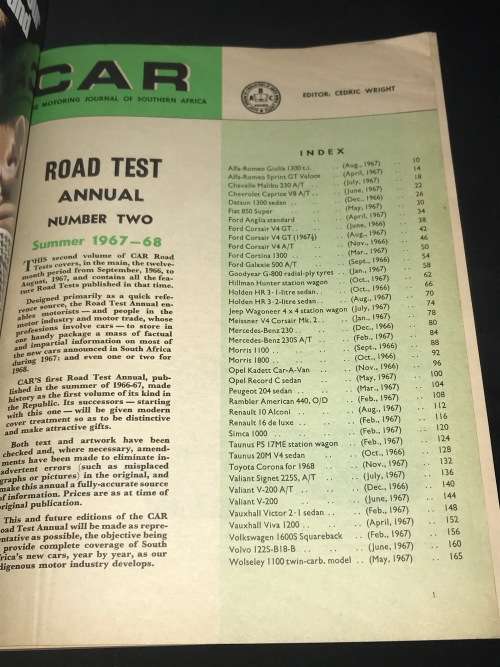 CAR
MOTORING JOURNAL OF SOUTHERN AFRICA
EDITOR: CEDRIC WRIGHT
ROAD TEST
ANNUAL
NUMBER TWO
Summer 1967—68
THIS second volume of CAR Road
Tests covers, in the main, the twelve-
month period from September, 1966, to
August, 1967, and contains all the fea-
ture Road Tests published in that time.
Designed primarily as a quick refe-
rence source, the Road Test Annual en-
ables motorists — and people in the
motor industry and motor trade, whose
professions involve cars — to store in
one handy package a mass of factual
and impartial information on most of
the new cars announced in South Africa
during 1967: and even one or two for
1968.
CAR'S first Road Test Annual, pub-
lished in the summer of 1966-67, made
history as the first volume of its kind in
the Republic. Its successors — starting
with this one — will be given modern
cover treatment so as to be distinctive
and make attractive gifts.
Both text and artwork have been
checked and, where necessary, amend-
ments have been made to eliminate in-
advertent errors (such as misplaced
graphs or pictures) in the original, and
make this annual a fully-accurate source
of information. Prices are as at time of
original publication.
This and future editions of the CAR
Road Test Annual will be made as repre-
sentative as possible, the objective being
provide complete coverage of South
Africa's new cars, year by year, as our
indigenous motor industry develops.
INDEX
Alfa-Romeo Giulia 1300 t.i. (Aug., 1967) .. 10
Alfa-Romeo Sprint GT Veloce (April, 1967) .. 14
Chevelle Malibu 230 A/T .. (July, 1967) .. 18
Chevrolet Caprice V8 A/T .. (June, 1967) .. 22
Datsun 1300 sedan .. (Dec., 1966) .. 26
Fiat 850 Super .. (May, 1967) .. 30
Ford Anglia standard .. (April, 1967) .. 34
Ford Corsair V4 GT .. (June, 1966) .. 38
Ford Corsair V4 GT (1967½) .. (Aug., 1967) .. 42
Ford Corsair V4 A/T .. (Nov., 1966) .. 46
Ford Cortina 1300 .. (Mar., 1967) .. 50
Ford Galaxie 500 A/T .. (Sept., 1966) .. 54
Goodyear G-800 radial-ply tyres .. (Jan., 1967) .. 58
Hillman Hunter station wagon (Oct., 1966) .. 62
Holden HR 3·1-litre sedan .. (Oct., 1966) .. 66
Holden HR 3·2-litre sedan .. (Aug., 1967) .. 70
Jeep Wagoneer 4 x 4 station wagon (July, 1967) .. 74
Meissner V4 Corsair Mk. 2 .. (Jan., 1967) .. 78
Mercedes-Benz 230 .. (Dec., 1966) .. 80
Mercedes-Benz 230S A/T .. (Feb., 1967) .. 84
Morris 1100 .. (Sept., 1966) .. 88
Morris 1800 .. (Oct., 1966) .. 92
Opel Kadett Car-A-Van .. (Nov., 1966) .. 96
Opel Record C sedan .. (May, 1967) .. 100
Peugeot 204 sedan .. (Mar., 1967) .. 104
Rambler American 440, O/D .. (Feb., 1967) .. 108
Renault 10 Alconi .. (Aug., 1967) .. 112
Renault 16 de luxe .. (Feb., 1967) .. 116
Simca 1000 .. (Feb., 1967) .. 120
Taunus P5 17ME station wagon .. (Feb., 1967) .. 124
Taunus 20M V4 sedan .. (Oct., 1966) .. 128
Toyota Corona for 1968 .. (Nov., 1967) .. 132
Valiant Signet 225S, A/T .. (July, 1967) .. 136
Valiant V-200 A/T .. (Dec., 1966) .. 140
Valiant V-200 .. (June, 1967) .. 144
Vauxhall Victor 2·1 sedan .. (Feb., 1967) .. 148
Vauxhall Viva 1200 .. (April, 1967) .. 152
Volkswagen 1600S Squareback .. (Feb., 1967) .. 156
Volvo 122S-B18-B .. (June, 1967) .. 160
Wolseley 1100 twin-carb. model .. (May, 1967) .. 165
1